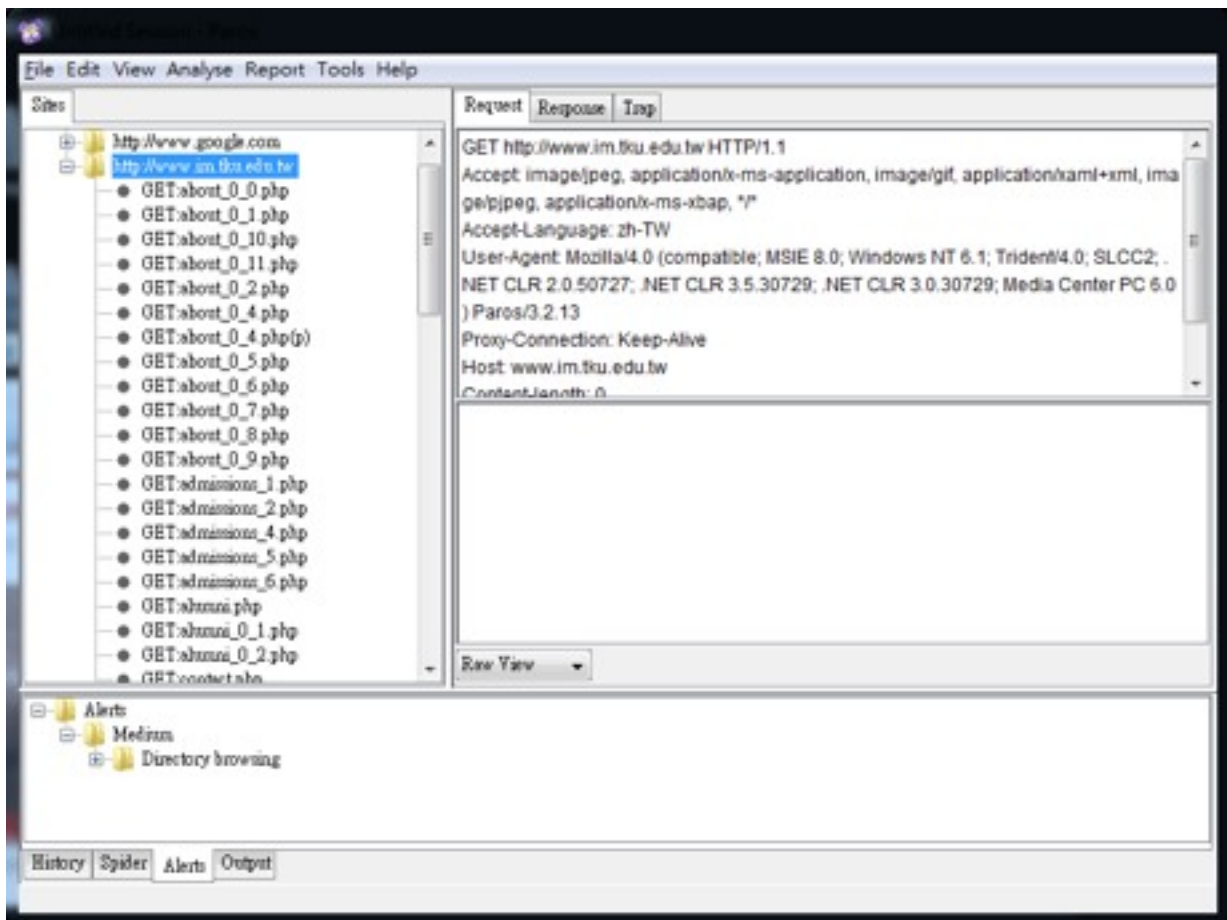 Untitled Session - Paros
File Edit View Analyse Report Tools Help
Sites
http://www.google.com
http://www.im.tku.edu.tw
GET:about_0_0.php
GET:about_0_1.php
GET:about_0_10.php
GET:about_0_11.php
GET:about_0_2.php
GET:about_0_4.php
GET:about_0_4.php(p)
GET:about_0_5.php
GET:about_0_6.php
GET:about_0_7.php
GET:about_0_8.php
GET:about_0_9.php
GET:admissions_1.php
GET:admissions_2.php
GET:admissions_4.php
GET:admissions_5.php
GET:admissions_6.php
GET:alumni.php
GET:alumni_0_1.php
GET:alumni_0_2.php
GET:contact.php
Request Response Trap
GET http://www.im.tku.edu.tw HTTP/1.1
Accept: image/jpeg, application/x-ms-application, image/gif, application/xaml+xml, ima
ge/pjpeg, application/x-ms-xbap, */*
Accept-Language: zh-TW
User-Agent: Mozilla/4.0 (compatible; MSIE 8.0; Windows NT 6.1; Trident/4.0; SLCC2; .
NET CLR 2.0.50727; .NET CLR 3.5.30729; .NET CLR 3.0.30729; Media Center PC 6.0
) Paros/3.2.13
Proxy-Connection: Keep-Alive
Host: www.im.tku.edu.tw
Content-length: 0
Raw View
Alerts
Medium
Directory browsing
History Spider Alerts Output